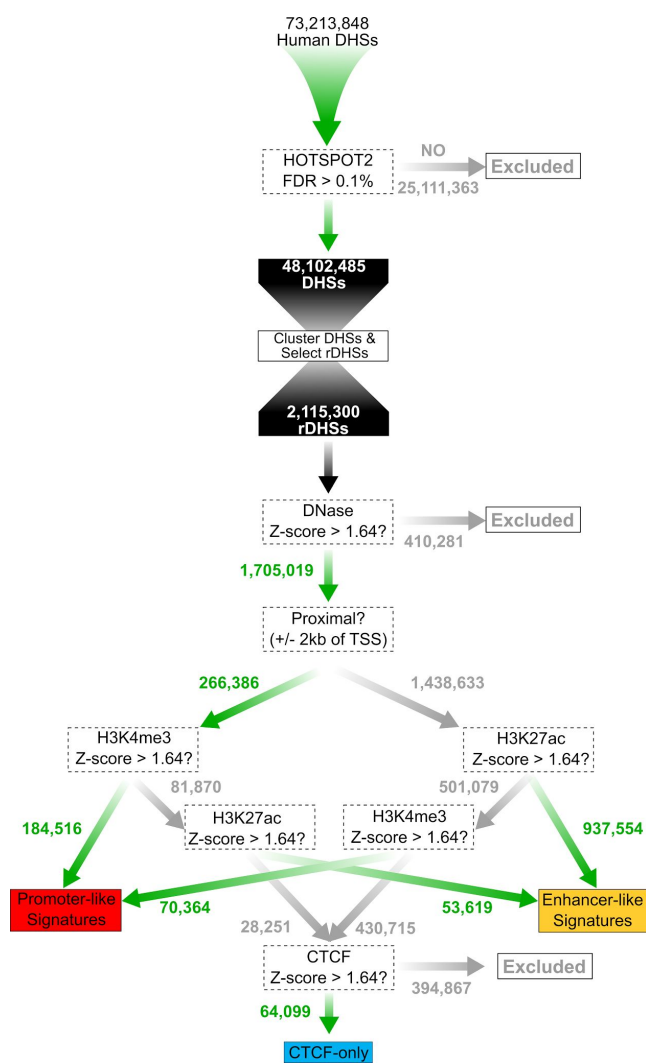 73,213,848
Human DHSs
HOTSPOT2
FDR > 0.1%
NO
25,111,363
Excluded
48,102,485
DHSs
Cluster DHSs &
Select rDHSs
2,115,300
rDHSs
DNase
Z-score > 1.64?
410,281
Excluded
1,705,019
Proximal?
(+/- 2kb of TSS)
266,386
1,438,633
H3K4me3
Z-score > 1.64?
H3K27ac
Z-score > 1.64?
81,870
501,079
184,516
H3K27ac
Z-score > 1.64?
H3K4me3
Z-score > 1.64?
937,554
Promoter-like
Signatures
70,364
53,619
Enhancer-like
Signatures
28,251
430,715
CTCF
Z-score > 1.64?
394,867
Excluded
64,099
CTCF-only